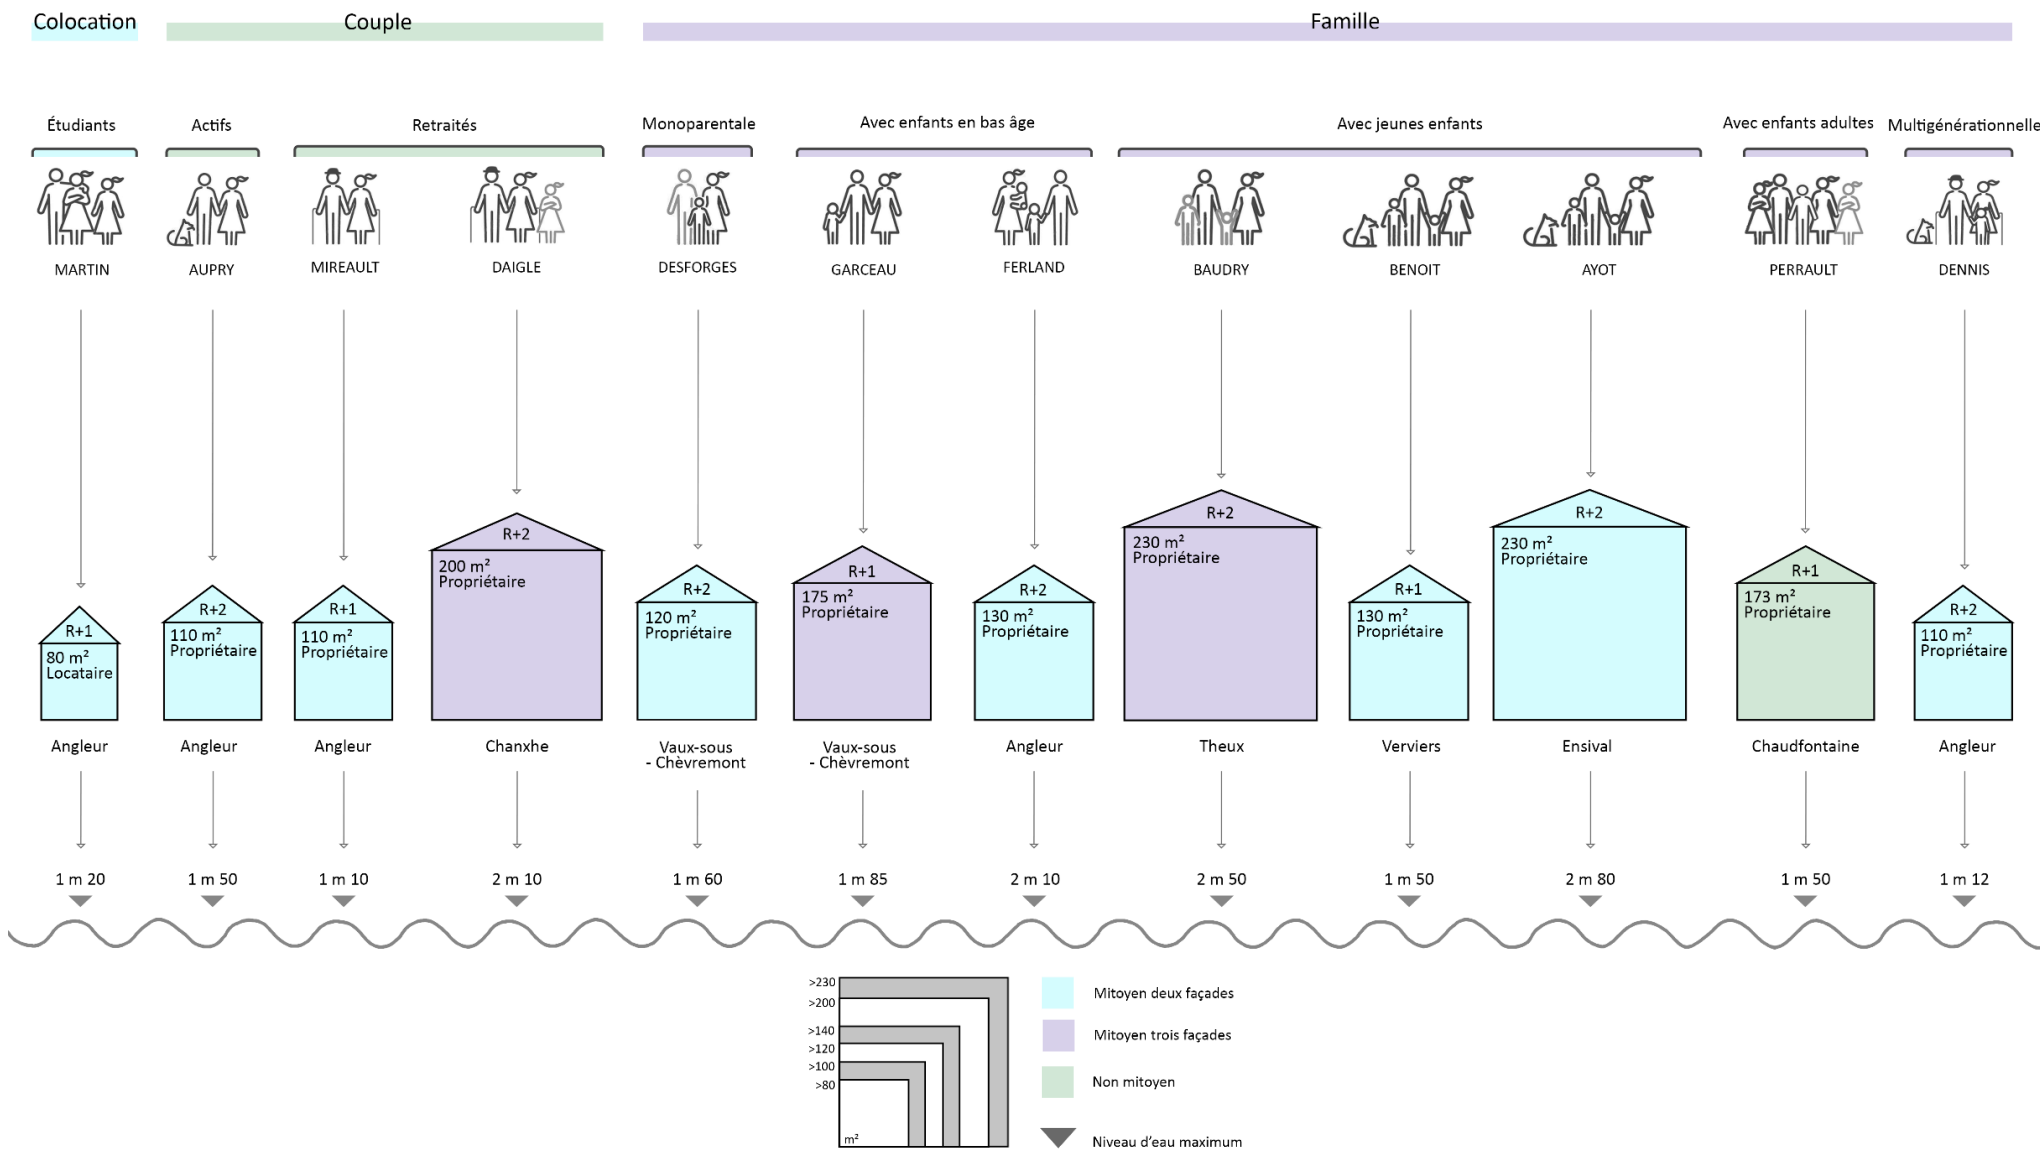 Colocation
Couple
Famille
Étudiants
Actifs
Retraités
Monoparentale
Avec enfants en bas âge
Avec jeunes enfants
Avec enfants adultes
Multigénérationnelle
MARTIN
AUPRY
MIREAULT
DAIGLE
DESFORGES
GARCEAU
FERLAND
BAUDRY
BENOIT
AYOT
PERRAULT
DENNIS
R+1
80 m²
Locataire
R+2
110 m²
Propriétaire
R+1
110 m²
Propriétaire
R+2
200 m²
Propriétaire
R+2
120 m²
Propriétaire
R+1
175 m²
Propriétaire
R+2
130 m²
Propriétaire
R+2
230 m²
Propriétaire
R+1
130 m²
Propriétaire
R+2
230 m²
Propriétaire
R+1
173 m²
Propriétaire
R+2
110 m²
Propriétaire
Angleur
Angleur
Angleur
Chanxhe
Vaux-sous
- Chèvremont
Vaux-sous
- Chèvremont
Angleur
Theux
Verviers
Ensival
Chaudfontaine
Angleur
1 m 20
1 m 50
1 m 10
2 m 10
1 m 60
1 m 85
2 m 10
2 m 50
1 m 50
2 m 80
1 m 50
1 m 12
>230
>200
>140
>120
>100
>80
m²
Mitoyen deux façades
Mitoyen trois façades
Non mitoyen
Niveau d'eau maximum